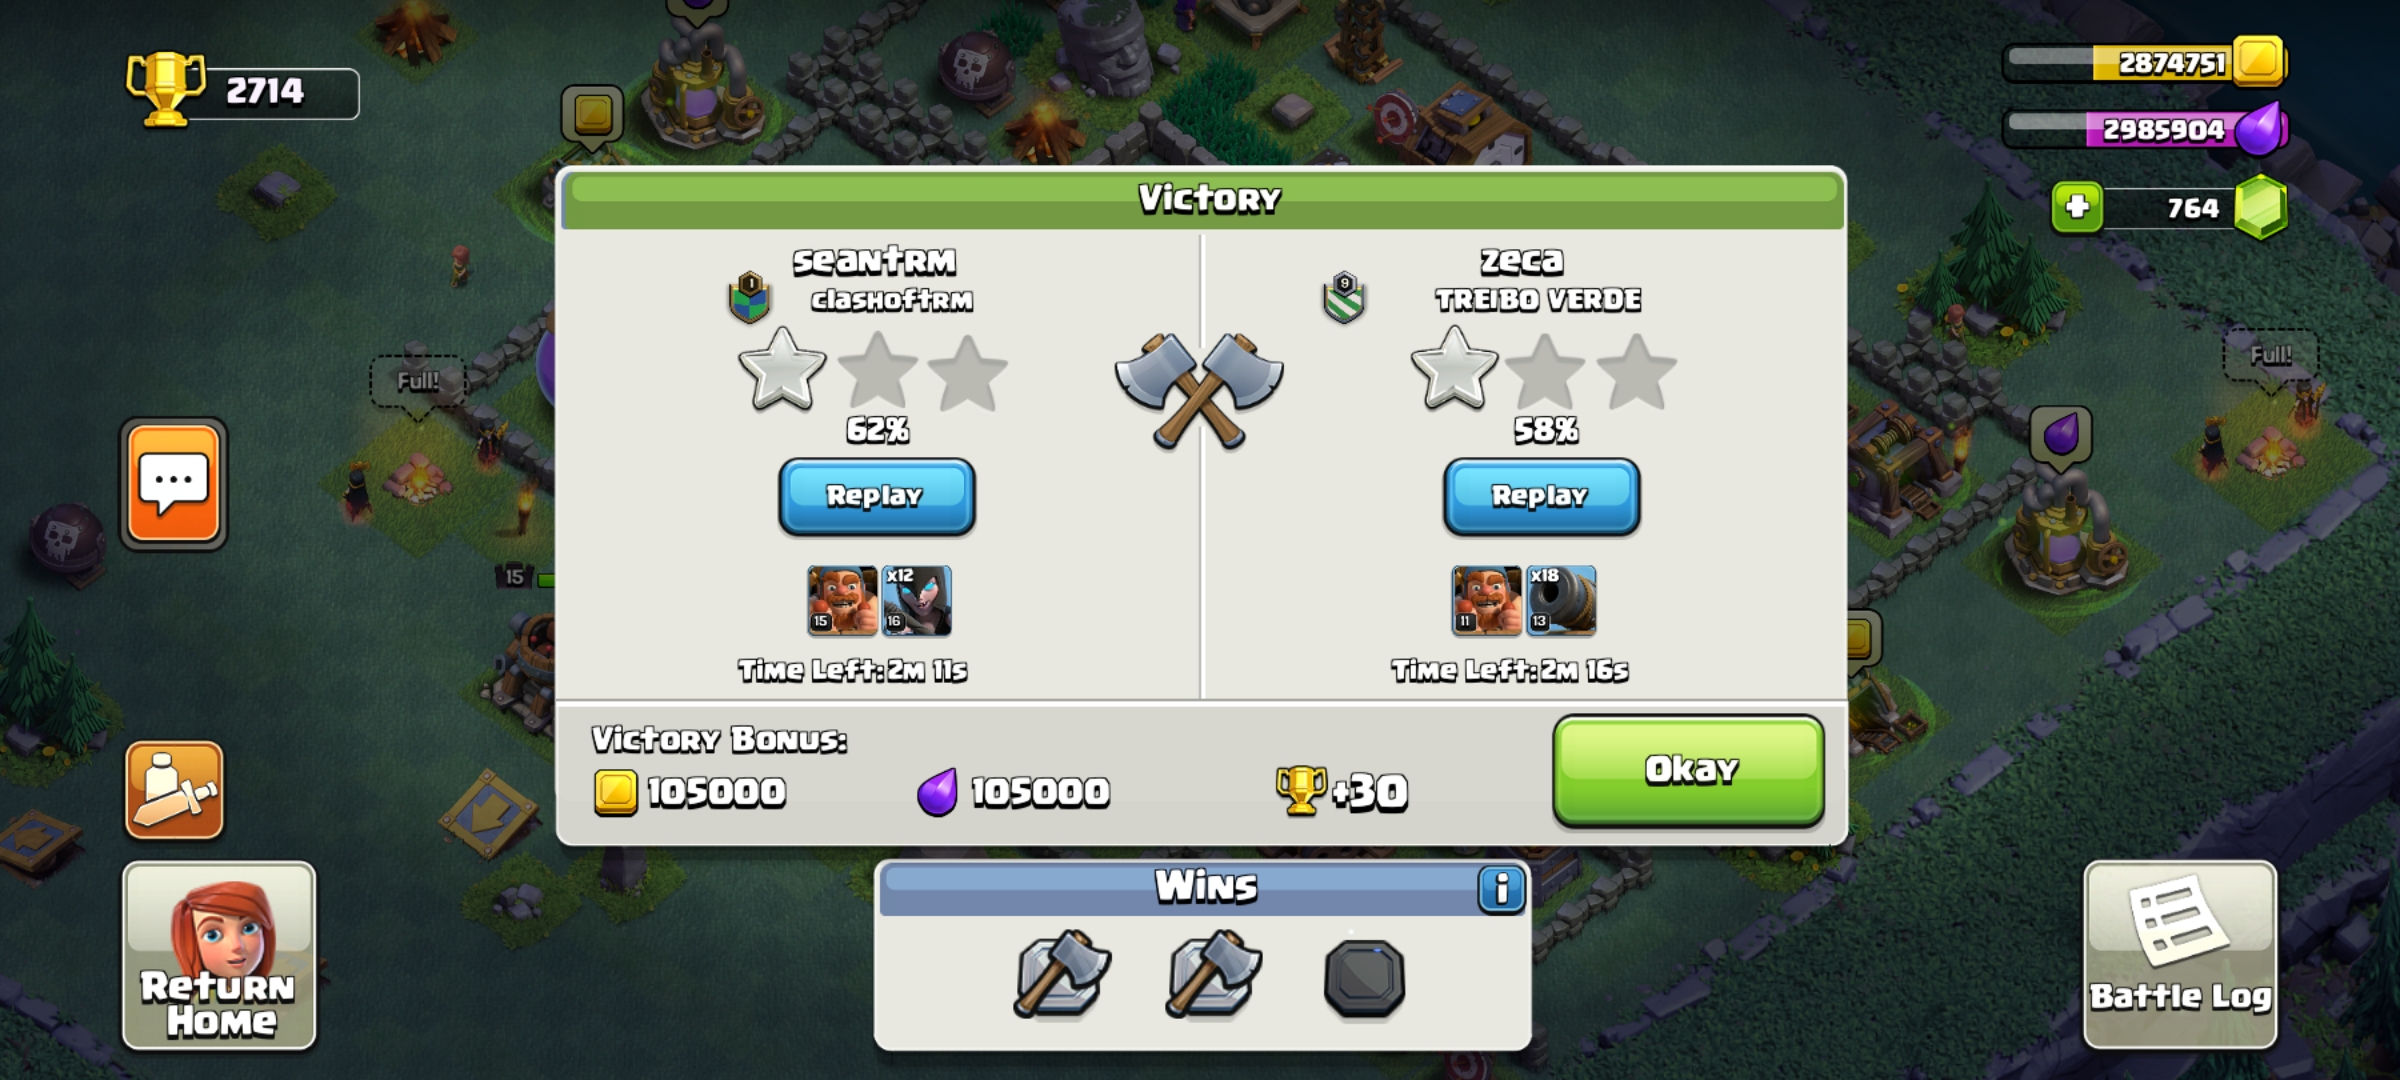 2714
2874751
2985904
764
Victory
seantrm
clashoftrm
1
62%
Replay
x12
15
16
Time Left:2m 11s
zeca
TREIBO VERDE
9
58%
Replay
x18
11
13
Time Left:2m 16s
Full!
Full!
15
Victory Bonus:
105000
105000
+30
Okay
Wins
i
Return
Home
Battle Log